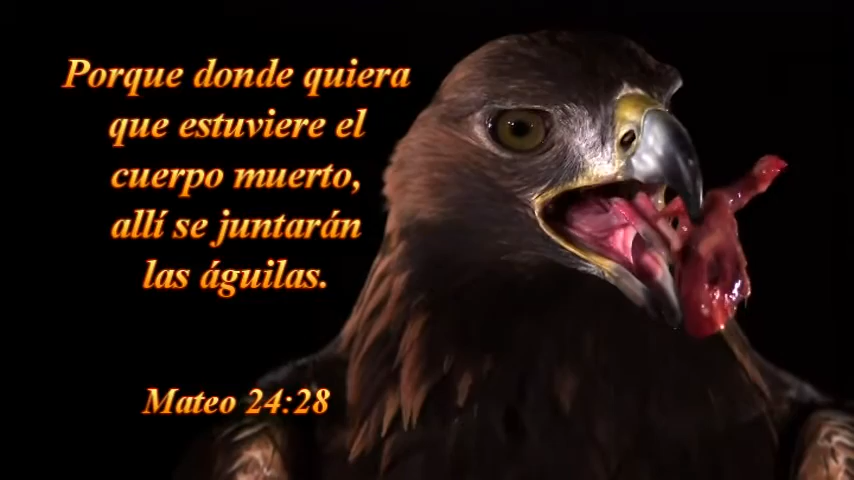 Porque donde quiera
que estuviere el
cuerpo muerto,
allí se juntarán
las águilas.
Mateo 24:28